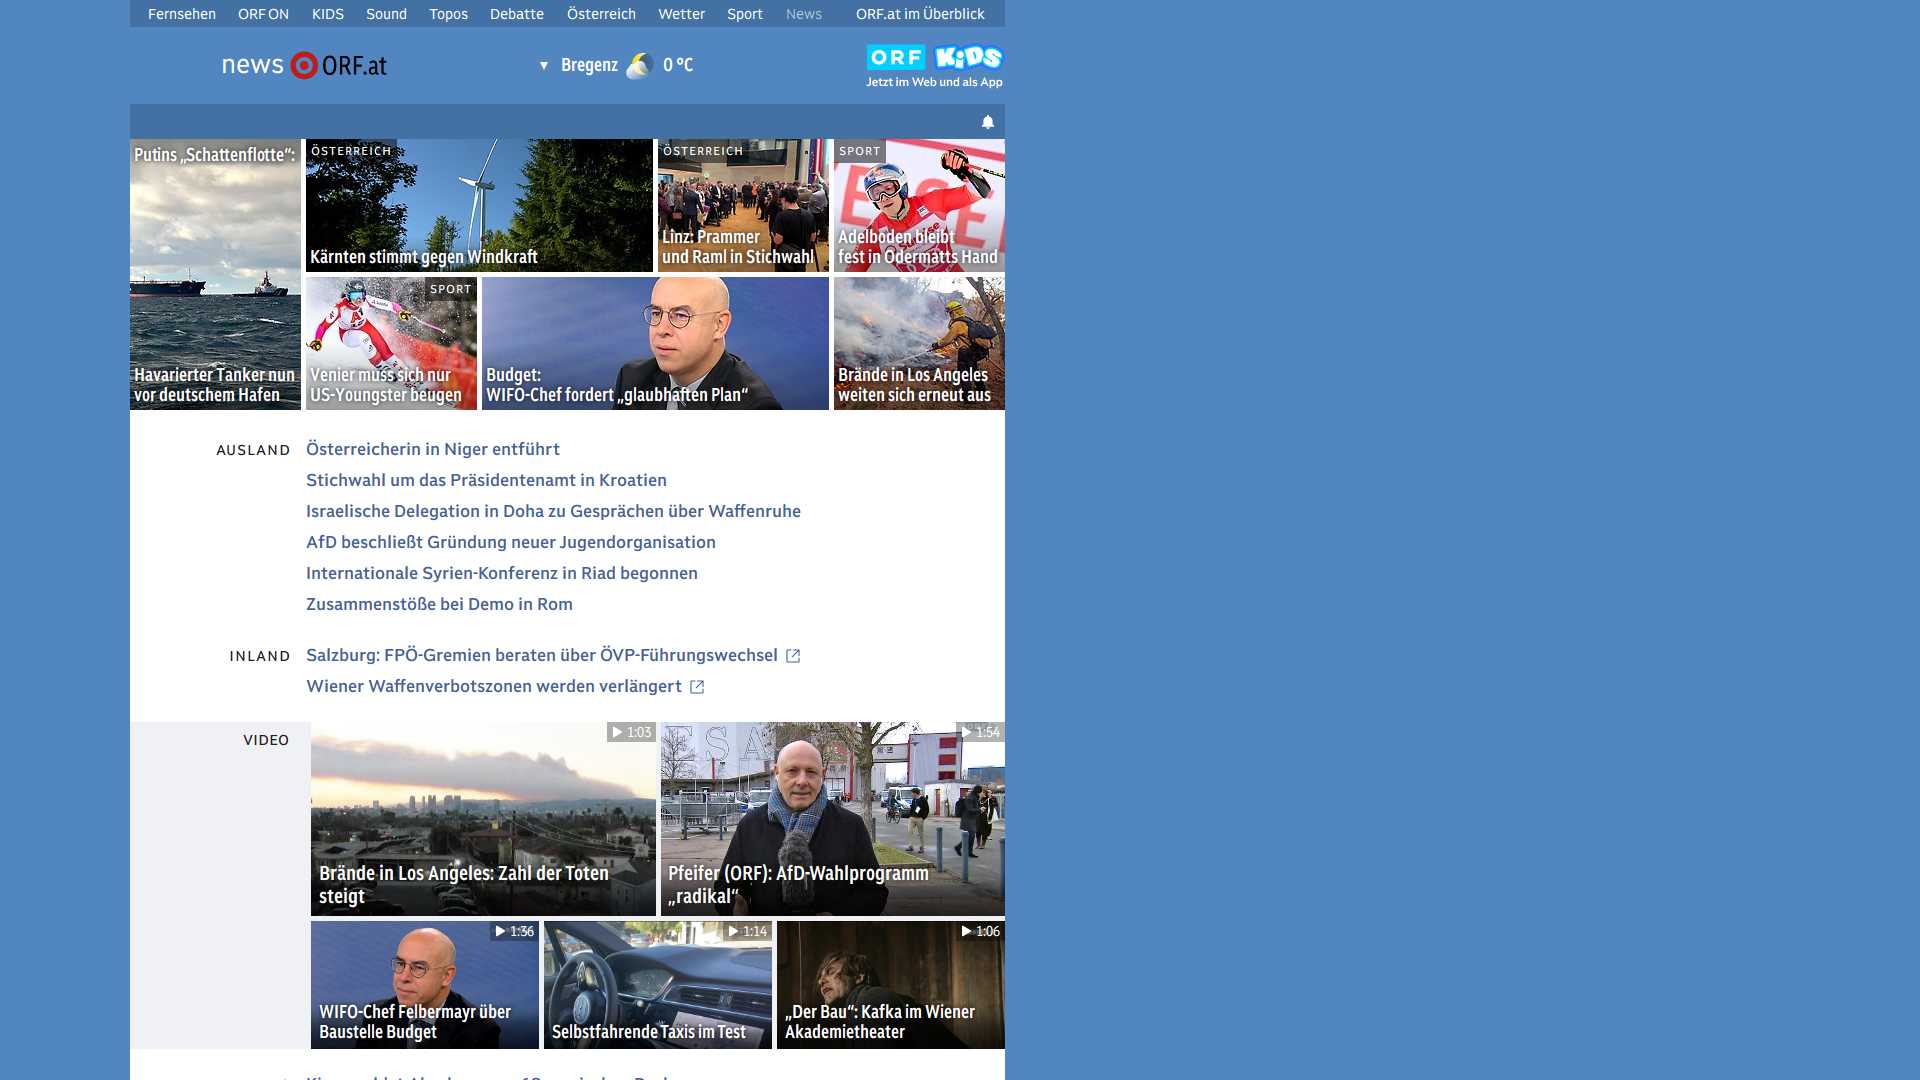 Fernsehen ORF ON KIDS Sound Topos Debatte Österreich Wetter Sport News ORF.at im Überblick
news ORF.at
Bregenz 0 °C
ORF KiDS
Jetzt im Web und als App
Putins „Schattenflotte“:
Havarierter Tanker nun
vor deutschem Hafen
ÖSTERREICH
Kärnten stimmt gegen Windkraft
ÖSTERREICH
Linz: Prammer
und Raml in Stichwahl
SPORT
Adelboden bleibt
fest in Odermatts Hand
SPORT
Venier muss sich nur
US-Youngster beugen
Budget:
WIFO-Chef fordert „glaubhaften Plan“
Brände in Los Angeles
weiten sich erneut aus
AUSLAND
Österreicherin in Niger entführt
Stichwahl um das Präsidentenamt in Kroatien
Israelische Delegation in Doha zu Gesprächen über Waffenruhe
AfD beschließt Gründung neuer Jugendorganisation
Internationale Syrien-Konferenz in Riad begonnen
Zusammenstöße bei Demo in Rom
INLAND
Salzburg: FPÖ-Gremien beraten über ÖVP-Führungswechsel
Wiener Waffenverbotszonen werden verlängert
VIDEO
1:03
Brände in Los Angeles: Zahl der Toten
steigt
1:54
Pfeifer (ORF): AfD-Wahlprogramm
„radikal“
1:36
WIFO-Chef Felbermayr über
Baustelle Budget
1:14
Selbstfahrende Taxis im Test
1:06
„Der Bau“: Kafka im Wiener
Akademietheater